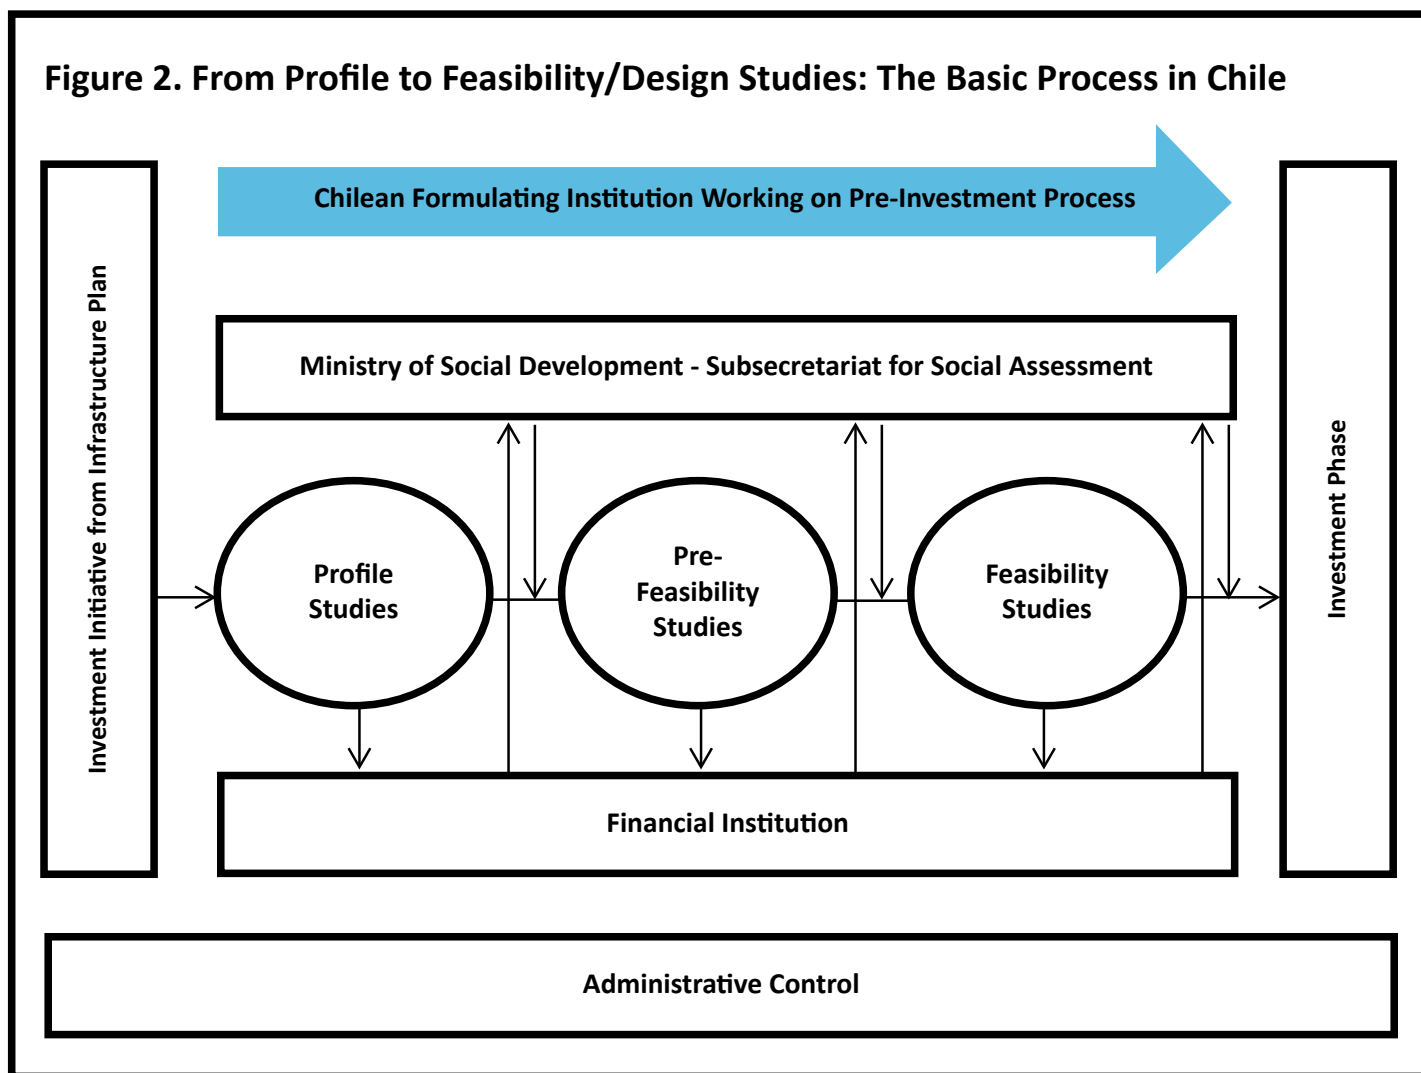 Figure 2. From Profile to Feasibility/Design Studies: The Basic Process in Chile
Chilean Formulating Institution Working on Pre-Investment Process
Investment Initiative from Infrastructure Plan
Ministry of Social Development - Subsecretariat for Social Assessment
Profile
Studies
Pre-
Feasibility
Studies
Feasibility
Studies
Investment Phase
Financial Institution
Administrative Control